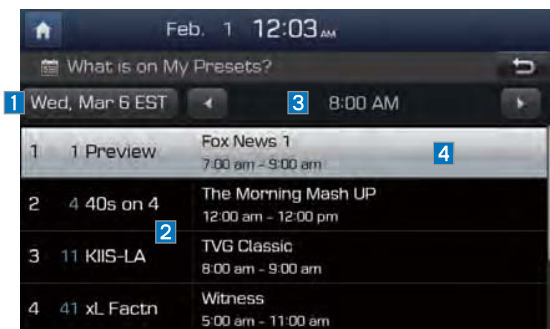 Feb. 1 12:03 AM
What is on My Presets?
1 Wed, Mar 6 EST 3 8:00 AM
1 1 Preview Fox News 1 4
7:00 am - 9:00 am
2 4 40s on 4 The Morning Mash UP
12:00 am - 12:00 pm
2
3 11 KIIS-LA TVG Classic
8:00 am - 9:00 am
4 41 xL Factn Witness
5:00 am - 11:00 am